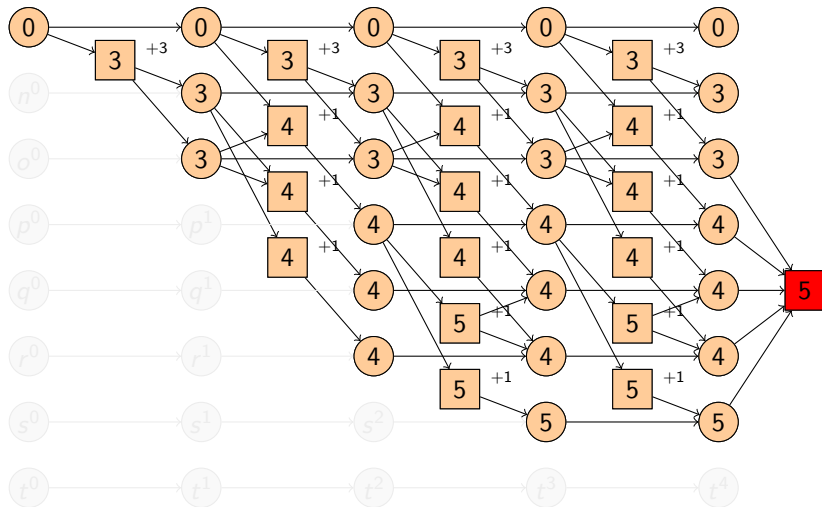 0 0 0 0 0
3 +3 3 +3 3 +3 3 +3
n⁰ 3 3 3 3
4 +1 4 +1 4 +1
o⁰ 3 3 3 3
4 +1 4 +1 4 +1
p⁰ p¹ 4 4 4
4 +1 4 4
q⁰ q¹ 4 4 4 5
5 +1 5 +1
r⁰ r¹ 4 4 4
5 +1 5 +1
s⁰ s¹ s² 5 5
t⁰ t¹ t² t³ t⁴